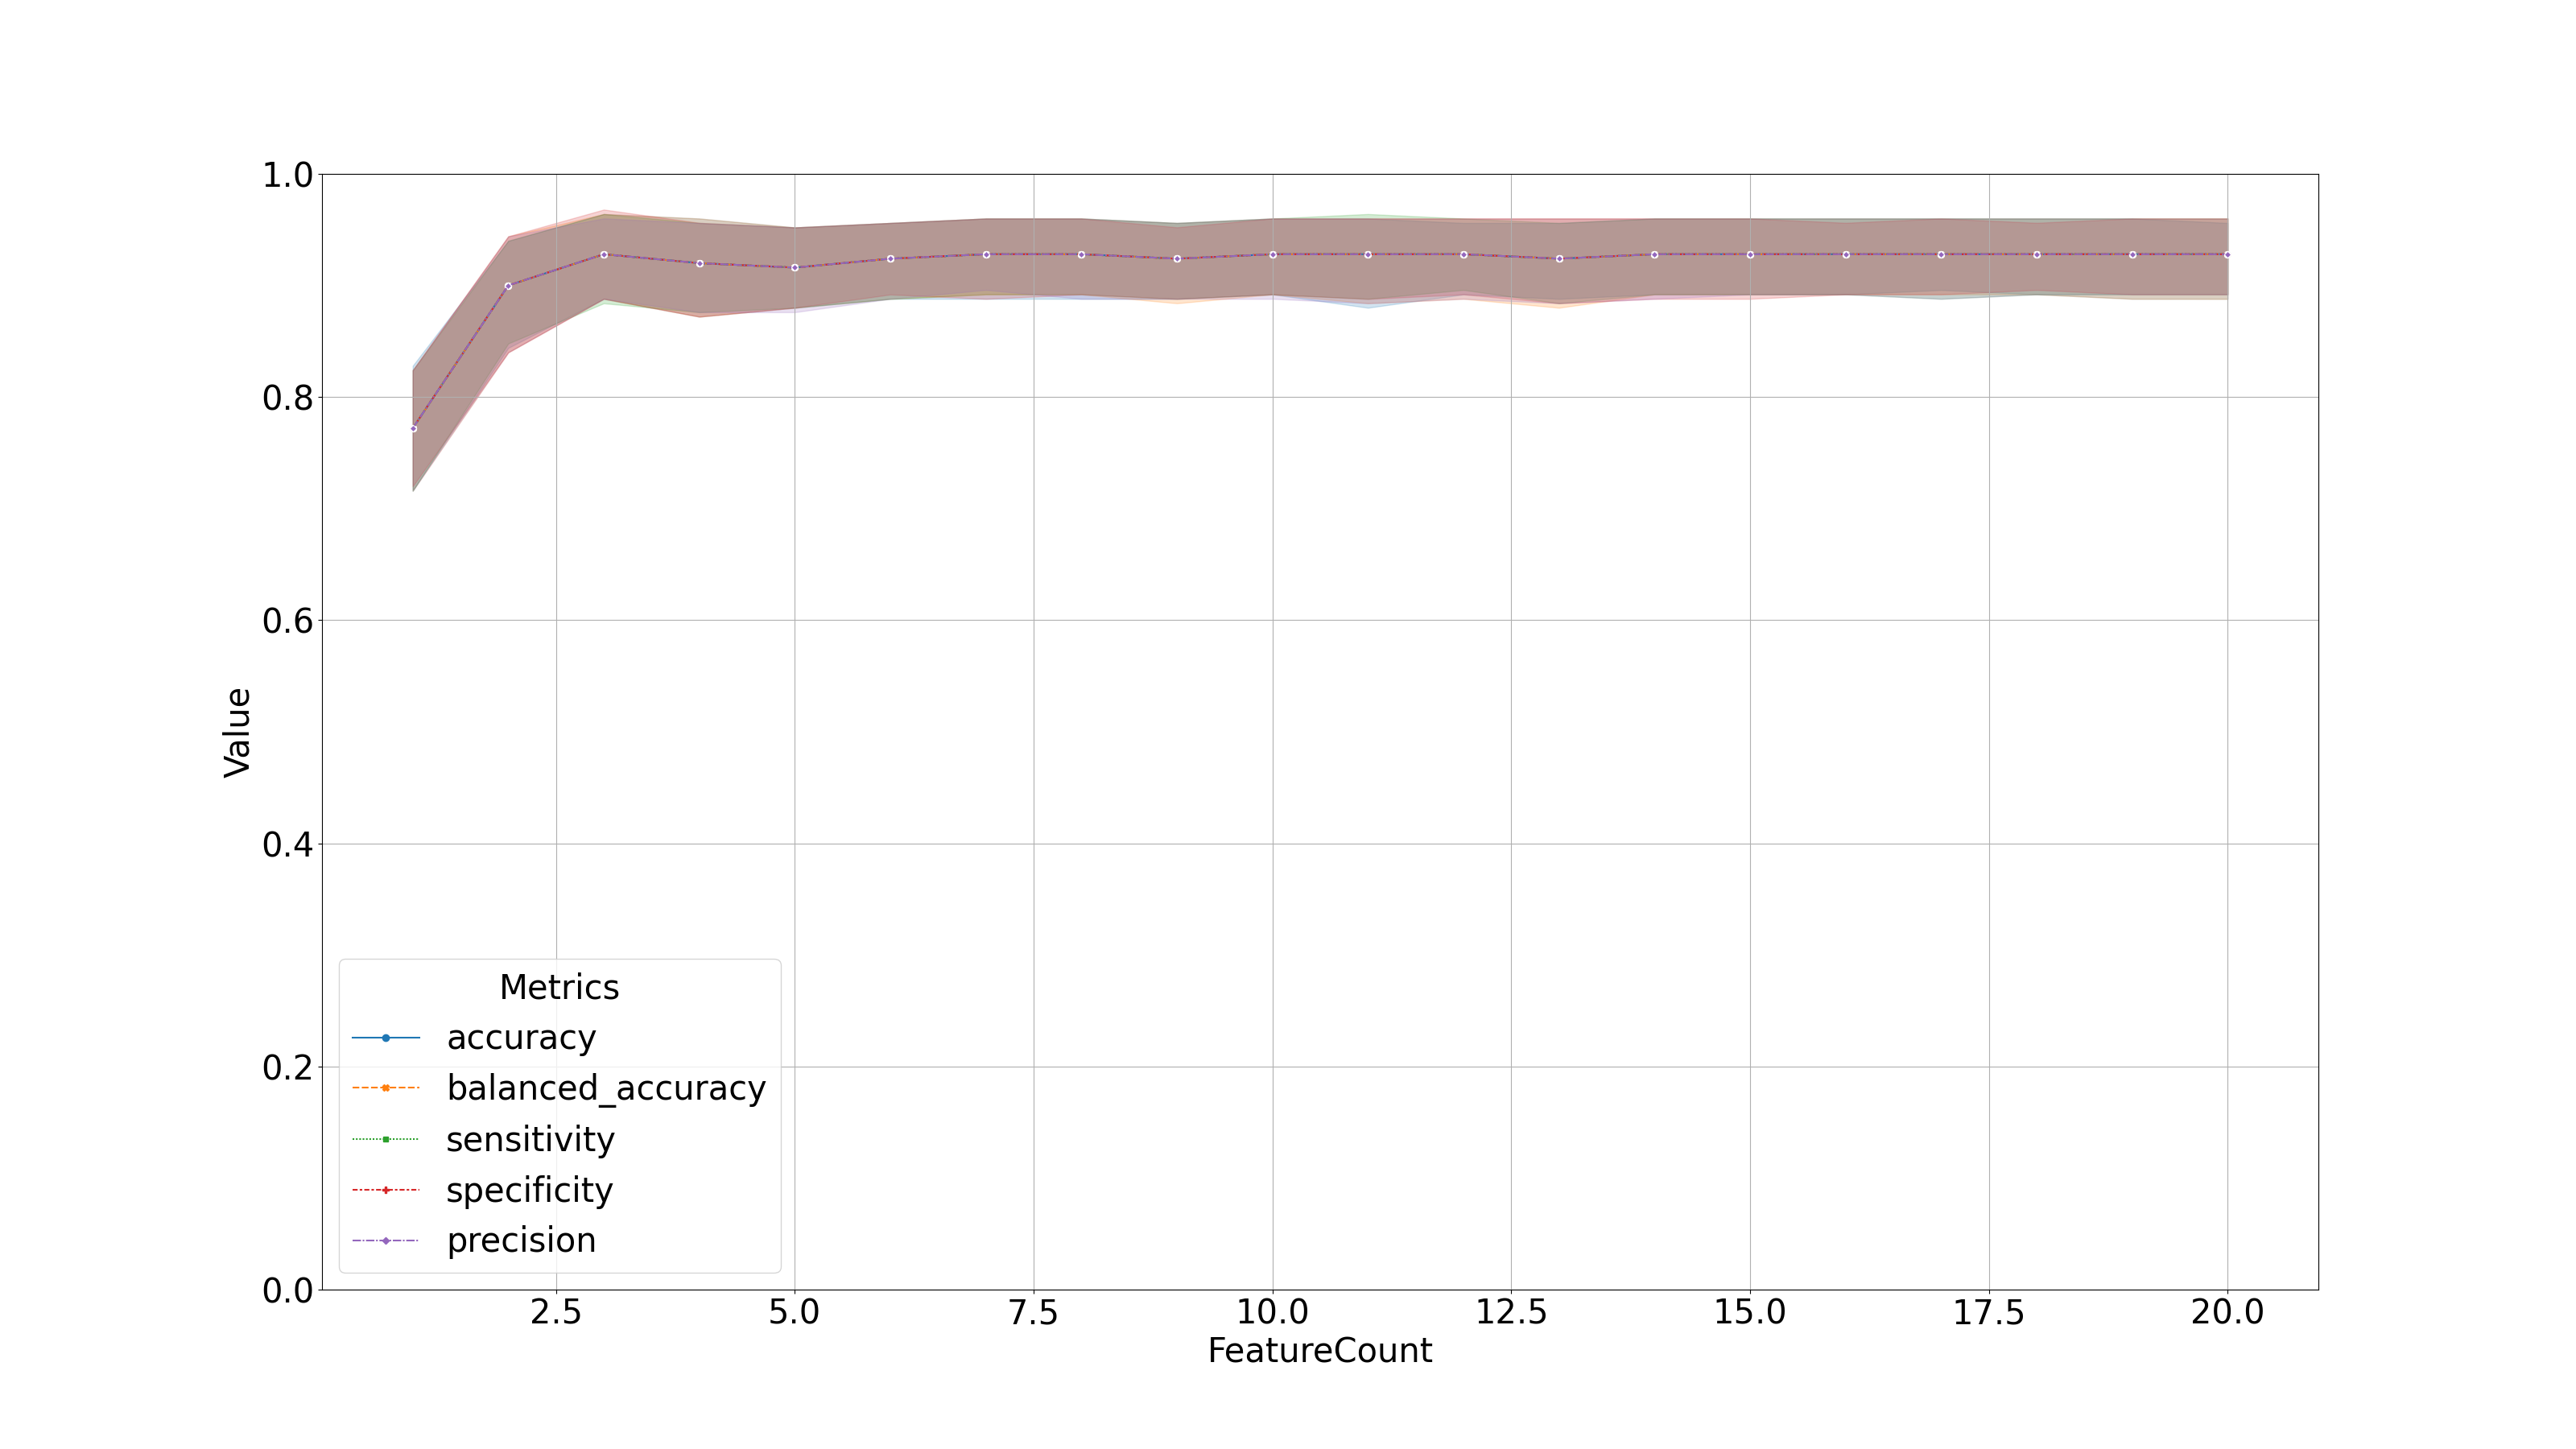 1.0
0.8
0.6
0.4
0.2
0.0
Value
Metrics
accuracy
balanced_accuracy
sensitivity
specificity
precision
2.5 5.0 7.5 10.0 12.5 15.0 17.5 20.0
FeatureCount